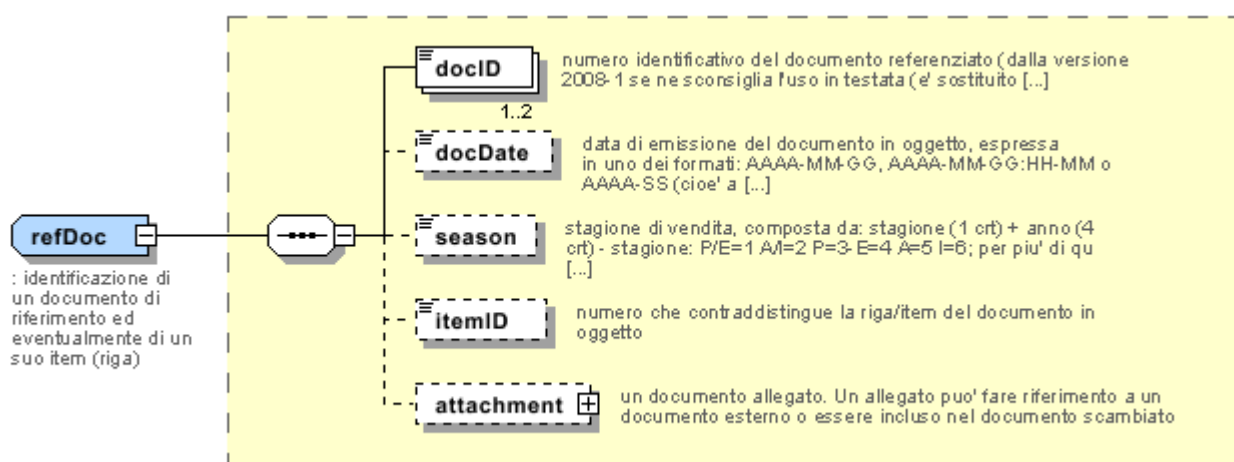 docID
numero identificativo del documento referenziato (dalla versione
2008-1 se ne sconsiglia l'uso in testata (e' sostituito [...]
1..2
docDate
data di emissione del documento in oggetto, espressa
in uno dei formati: AAAA-MM-GG, AAAA-MM-GG:HH-MM o
AAAA-SS (cioe' a [...]
refDoc
: identificazione di
un documento di
riferimento ed
eventualmente di un
suo item (riga)
season
stagione di vendita, composta da: stagione (1 crt) + anno (4
crt) - stagione: P/E=1 A/I=2 P=3- E=4 A=5 I=6; per piu' di qu
[...]
itemID
numero che contraddistingue la riga/item del documento in
oggetto
attachment
un documento allegato. Un allegato puo' fare riferimento a un
documento esterno o essere incluso nel documento scambiato